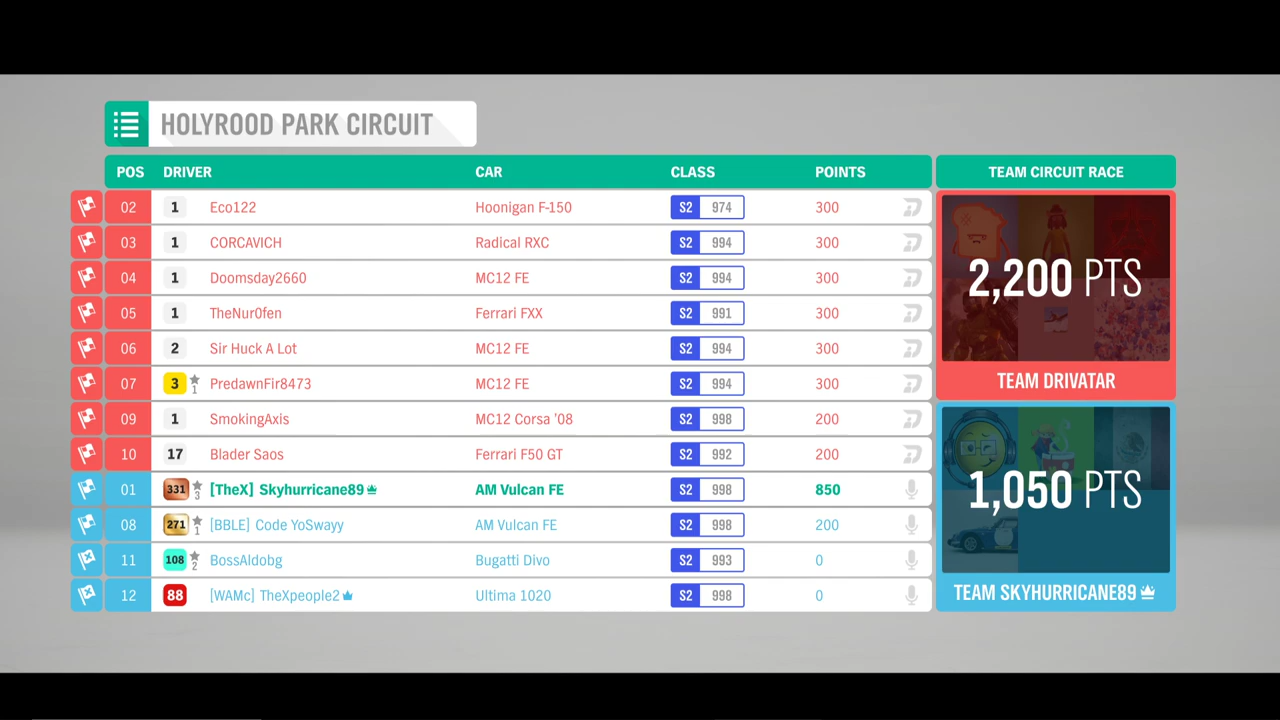 HOLYROOD PARK CIRCUIT
POS DRIVER CAR CLASS POINTS TEAM CIRCUIT RACE
02 1 Eco122 Hoonigan F-150 S2 974 300
03 1 CORCAVICH Radical RXC S2 994 300
04 1 Doomsday2660 MC12 FE S2 994 300
05 1 TheNur0fen Ferrari FXX S2 991 300
06 2 Sir Huck A Lot MC12 FE S2 994 300
07 3 1 PredawnFir8473 MC12 FE S2 994 300
09 1 SmokingAxis MC12 Corsa '08 S2 998 200
10 17 Blader Saos Ferrari F50 GT S2 992 200
01 331 3 [TheX] Skyhurricane89 AM Vulcan FE S2 998 850
08 271 1 [BBLE] Code YoSwayy AM Vulcan FE S2 998 200
11 108 2 BossAldobg Bugatti Divo S2 993 0
12 88 [WAMc] TheXpeople2 Ultima 1020 S2 998 0
2,200 PTS
TEAM DRIVATAR
1,050 PTS
TEAM SKYHURRICANE89